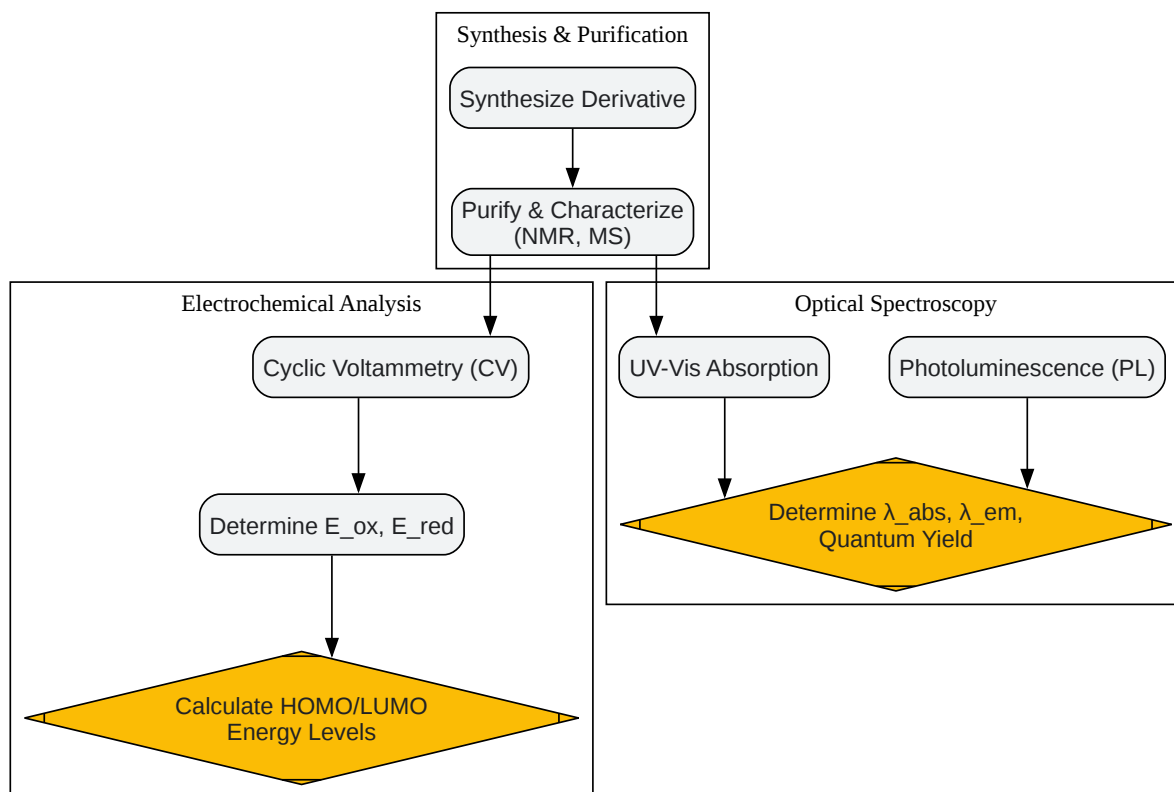 Synthesis & Purification
Synthesize Derivative
Purify & Characterize
(NMR, MS)
Electrochemical Analysis
Cyclic Voltammetry (CV)
Determine E_ox, E_red
Calculate HOMO/LUMO
Energy Levels
Optical Spectroscopy
UV-Vis Absorption
Photoluminescence (PL)
Determine λ_abs, λ_em,
Quantum Yield